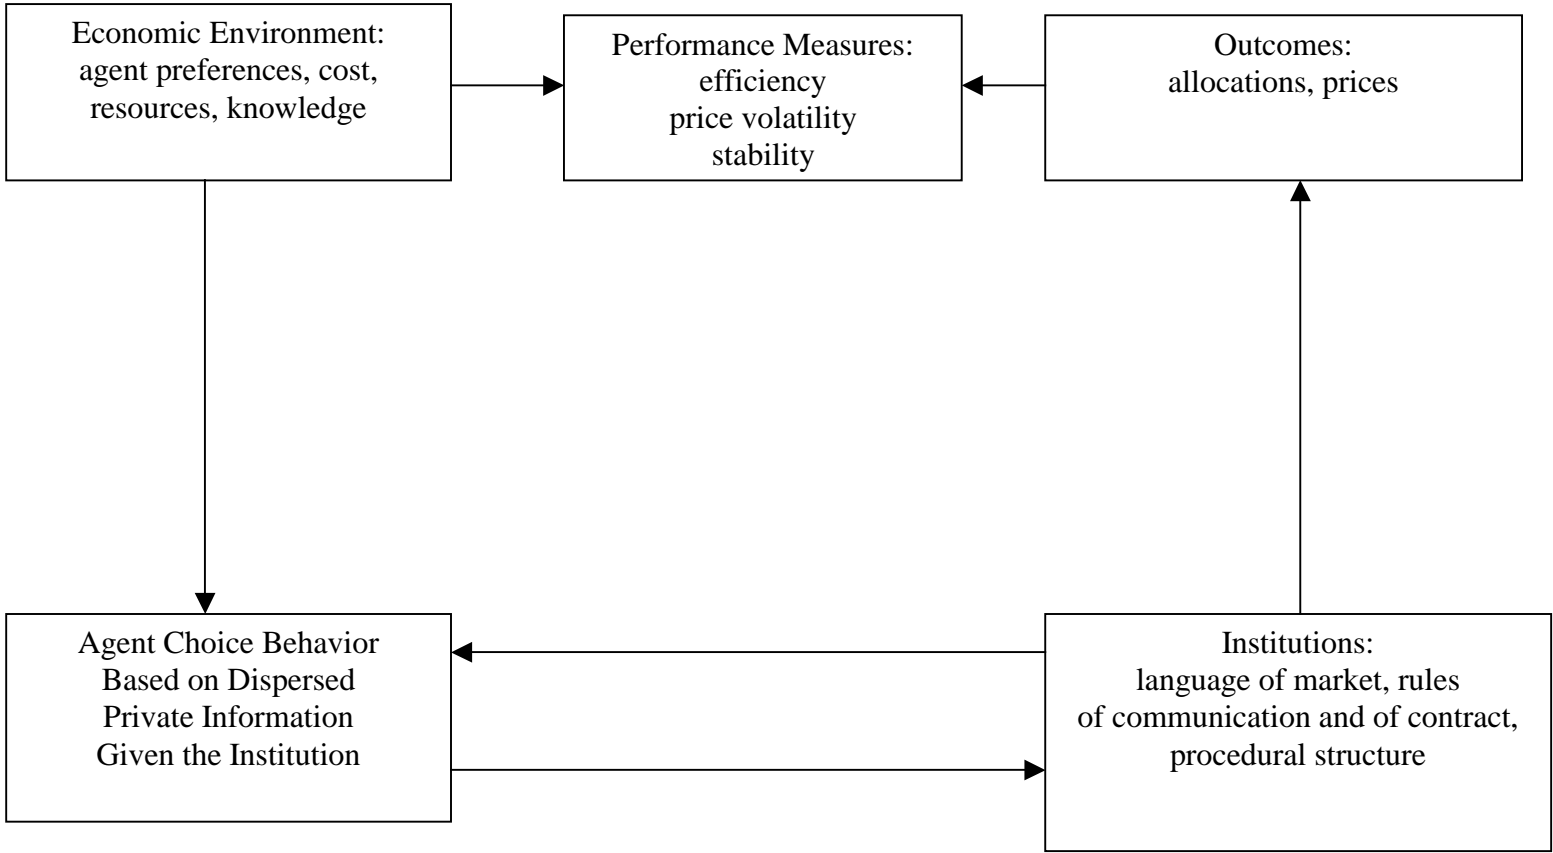 Economic Environment:
agent preferences, cost,
resources, knowledge
Performance Measures:
efficiency
price volatility
stability
Outcomes:
allocations, prices
Agent Choice Behavior
Based on Dispersed
Private Information
Given the Institution
Institutions:
language of market, rules
of communication and of contract,
procedural structure